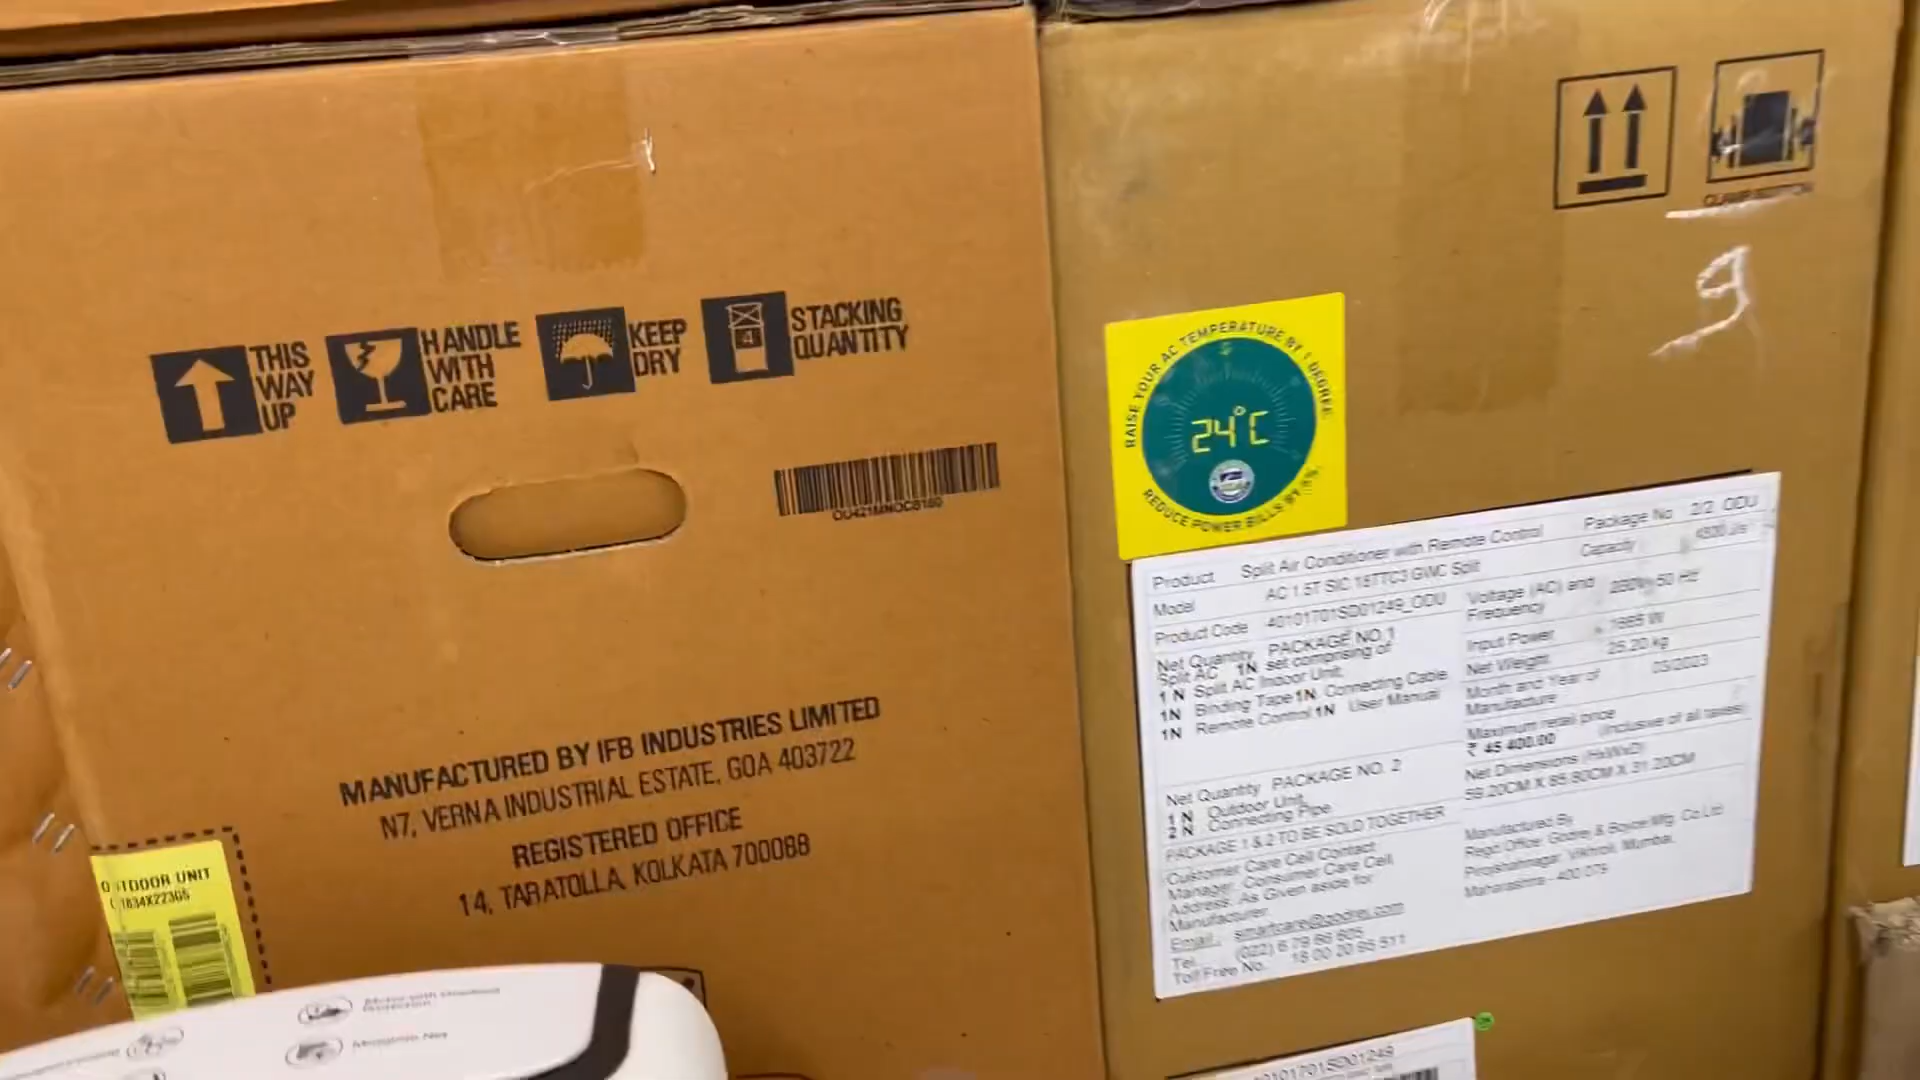 THIS
WAY
UP
HANDLE
WITH
CARE
KEEP
DRY
4
STACKING
QUANTITY
MANUFACTURED BY IFB INDUSTRIES LIMITED
N7, VERNA INDUSTRIAL ESTATE, GOA 403722
REGISTERED OFFICE
14, TARATOLLA, KOLKATA 700088
OUTDOOR UNIT
9
RAISE YOUR AC TEMPERATURE BY 1 DEGREE
24°C
REDUCE POWER BILLS BY
Product Split Air Conditioner with Remote Control
Package No 2/2 ODU
Model AC 1.5T SIC 18TTC3 GWC Split
Capacity
Product Code 40101701SD01249_ODU
Voltage (AC) and
Frequency
50 Hz
Input Power
Net Weight 26.20 kg
Month and Year of
Manufacture 03/2023
Maximum retail price
₹ 45 400.00 (Inclusive of all taxes)
Net Dimensions (HxWxD)
Net Quantity PACKAGE NO.1
Split AC 1N set comprising of
1 N Split AC Indoor Unit,
1N Binding Tape 1N Connecting Cable
1N Remote Control 1N User Manual
Net Quantity PACKAGE NO. 2
1 N Outdoor Unit,
2 N Connecting Pipe
PACKAGE 1 & 2 TO BE SOLD TOGETHER
Customer Care Cell Contact
Manager, Consumer Care Cell,
Address: As Given aside for
Manufacturer
Email: smartcare@godrej.com
Tel.
Toll Free No.
Manufactured By
Regd Office: Godrej & Boyce Mfg. Co Ltd
Pirojshanagar, Vikhroli, Mumbai,
Maharashtra - 400 079
40101701SD01249
Mosquito Net